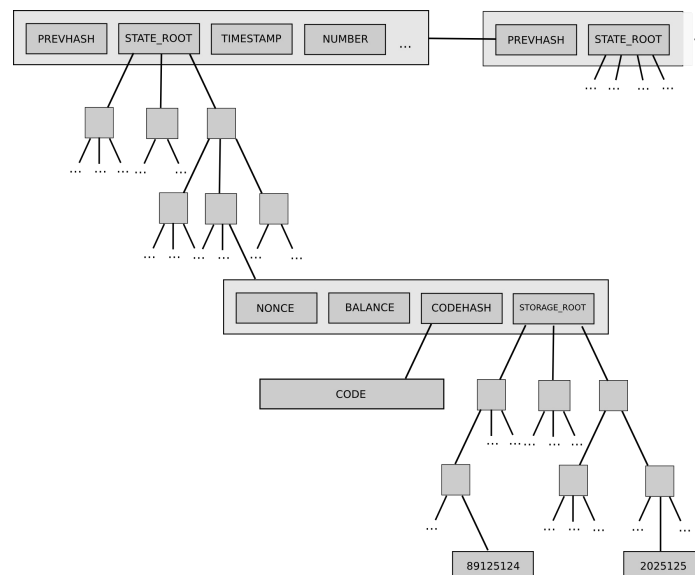 PREVHASH STATE_ROOT TIMESTAMP NUMBER ... PREVHASH STATE_ROOT
... ... ... ...
... ... ... ... ...
... ... ... ... ...
NONCE BALANCE CODEHASH STORAGE_ROOT
CODE
... ... ... ... ...
... ... ... ... ... ...
89125124 2025125